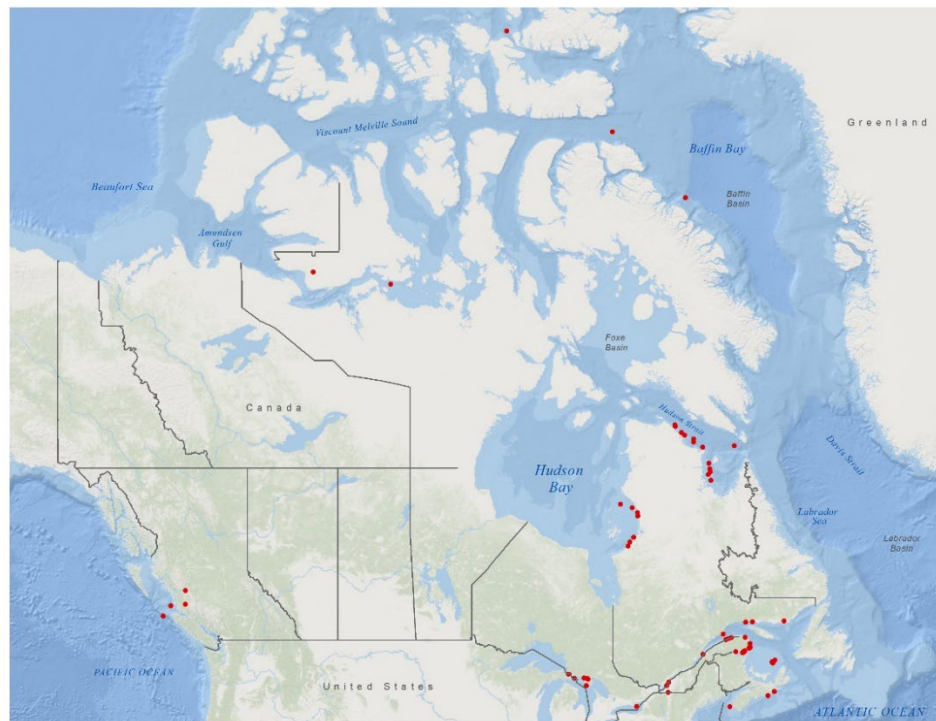 Greenland
Viscount Melville Sound
Baffin Bay
Beaufort Sea
Baffin
Basin
Amundsen
Gulf
Foxe
Basin
Canada
Hudson Strait
Davis Strait
Hudson
Bay
Labrador
Sea
Labrador
Basin
PACIFIC OCEAN
United States
ATLANTIC OCEAN